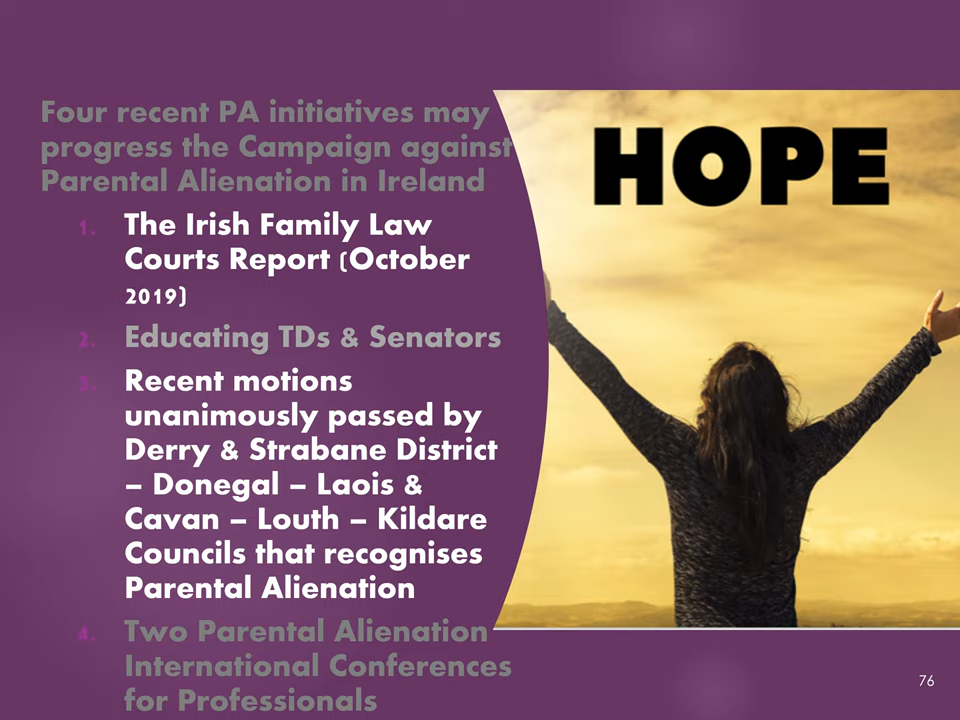 Four recent PA initiatives may
progress the Campaign against
Parental Alienation in Ireland
1. The Irish Family Law
Courts Report (October
2019)
2. Educating TDs & Senators
3. Recent motions
unanimously passed by
Derry & Strabane District
– Donegal – Laois &
Cavan – Louth – Kildare
Councils that recognises
Parental Alienation
4. Two Parental Alienation
International Conferences
for Professionals
HOPE
76